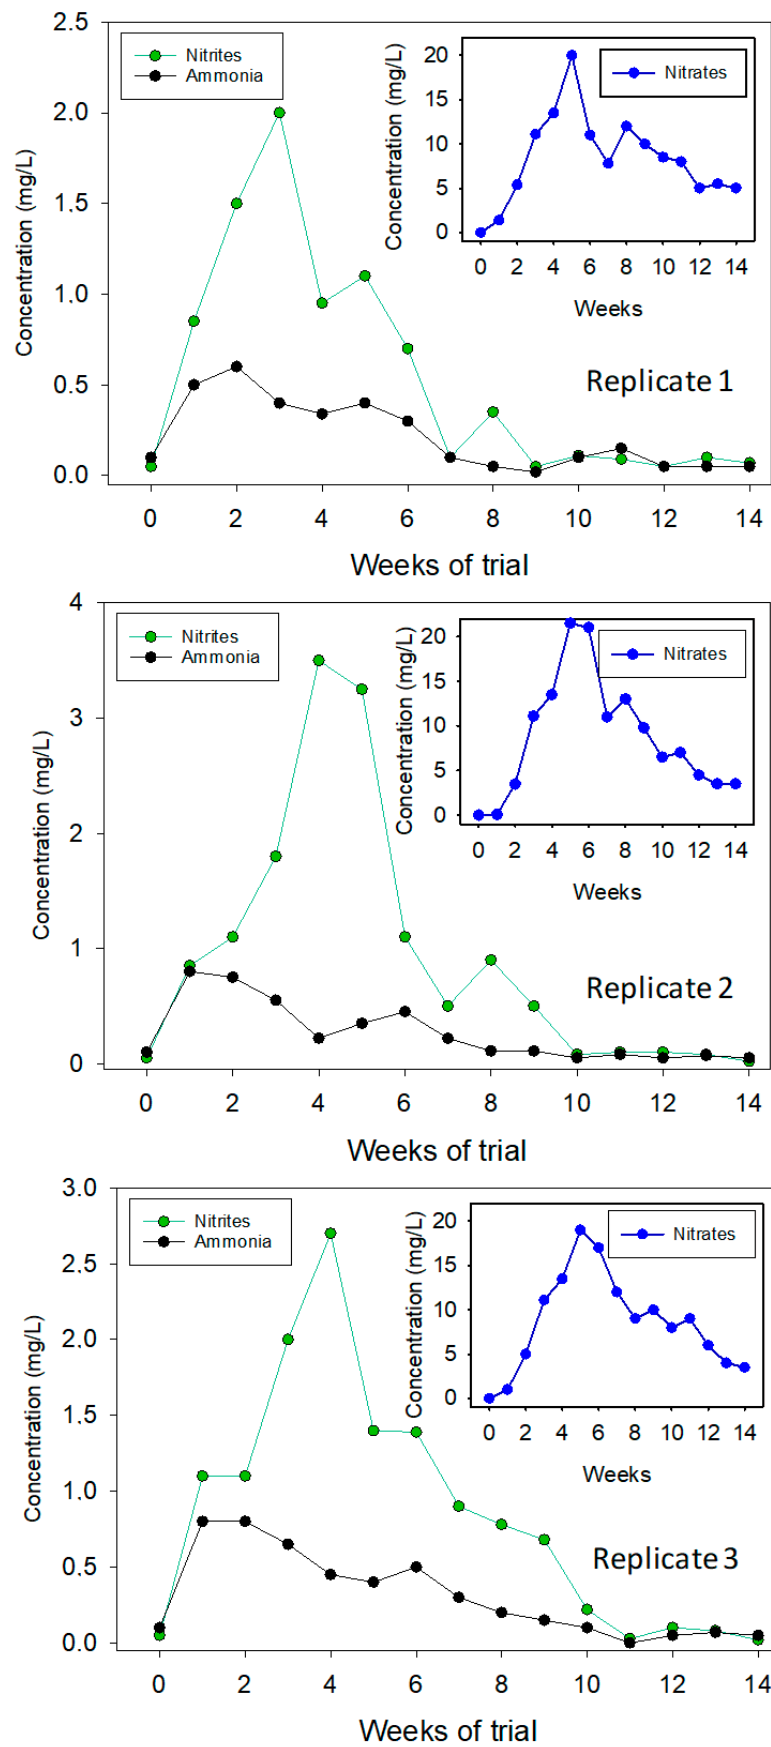 2.5
2.0
1.5
1.0
0.5
0.0
Concentration (mg/L)
Nitrites
Ammonia
20
15
10
5
0
Concentration (mg/L)
Nitrates
0 2 4 6 8 10 12 14
Weeks
Replicate 1
0 2 4 6 8 10 12 14
Weeks of trial
4
3
2
1
0
Concentration (mg/L)
Nitrites
Ammonia
20
15
10
5
0
Concentration (mg/L)
Nitrates
0 2 4 6 8 10 12 14
Weeks
Replicate 2
0 2 4 6 8 10 12 14
Weeks of trial
3.0
2.5
2.0
1.5
1.0
0.5
0.0
Concentration (mg/L)
Nitrites
Ammonia
20
15
10
5
0
Concentration (mg/L)
Nitrates
0 2 4 6 8 10 12 14
Weeks
Replicate 3
0 2 4 6 8 10 12 14
Weeks of trial